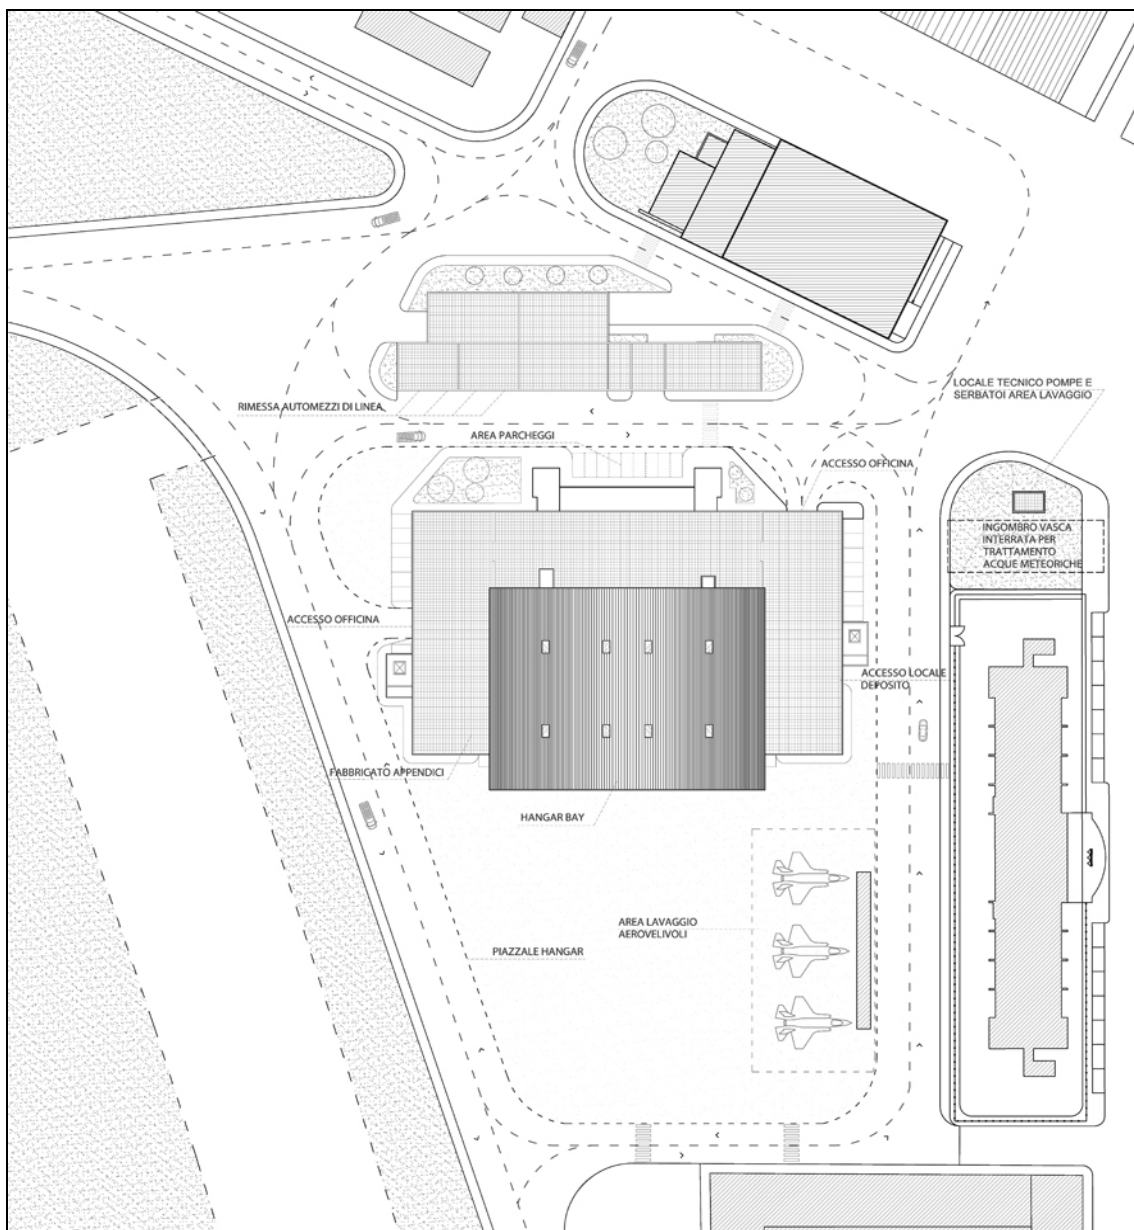 LOCALE TECNICO POMPE E
SERBATOI AREA LAVAGGIO
RIMESSA AUTOMEZZI DI LINEA
AREA PARCHEGGI
ACCESSO OFFICINA
INGOMBRO VASCA
INTERRATA PER
TRATTAMENTO
ACQUE METEORICHE
ACCESSO OFFICINA
ACCESSO LOCALE
DEPOSITO
FABBRICATO APPENDICI
HANGAR BAY
AREA LAVAGGIO
AEROVELIVOLI
PIAZZALE HANGAR